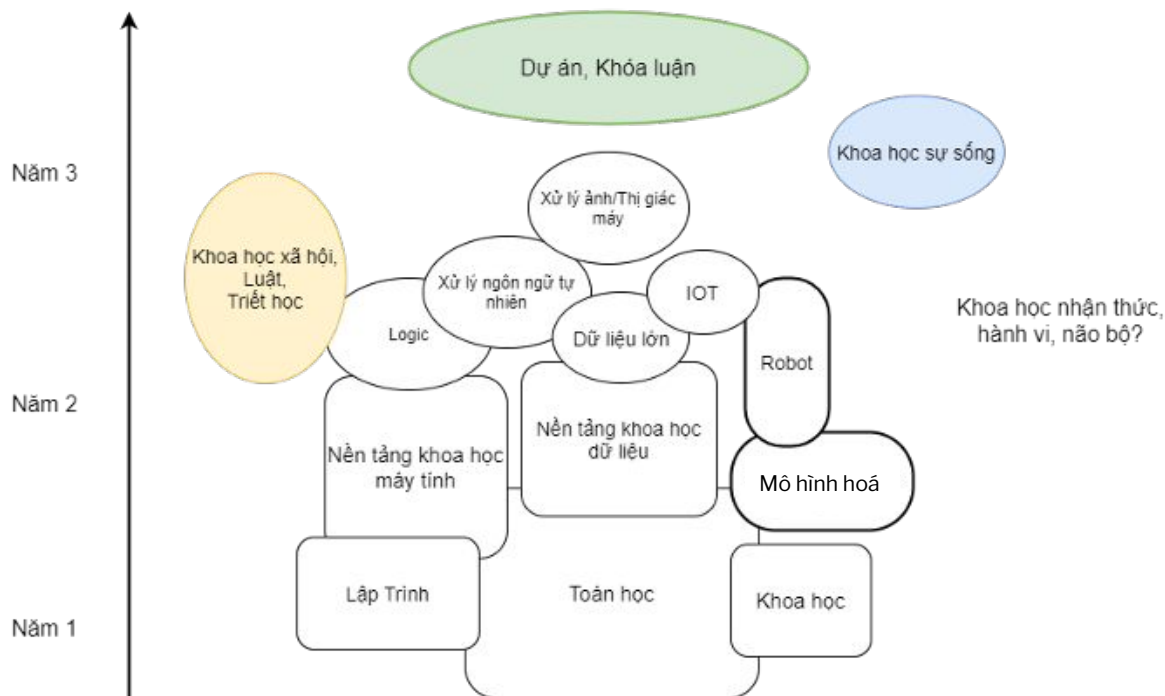 Dự án, Khóa luận
Khoa học sự sống
Năm 3
Xử lý ảnh/Thị giác
máy
Khoa học xã hội,
Luật,
Triết học
Xử lý ngôn ngữ tự
nhiên
IOT
Khoa học nhận thức,
hành vi, não bộ?
Logic
Dữ liệu lớn
Robot
Năm 2
Nền tảng khoa học
máy tính
Nền tảng khoa học
dữ liệu
Mô hình hoá
Lập Trình
Toán học
Khoa học
Năm 1